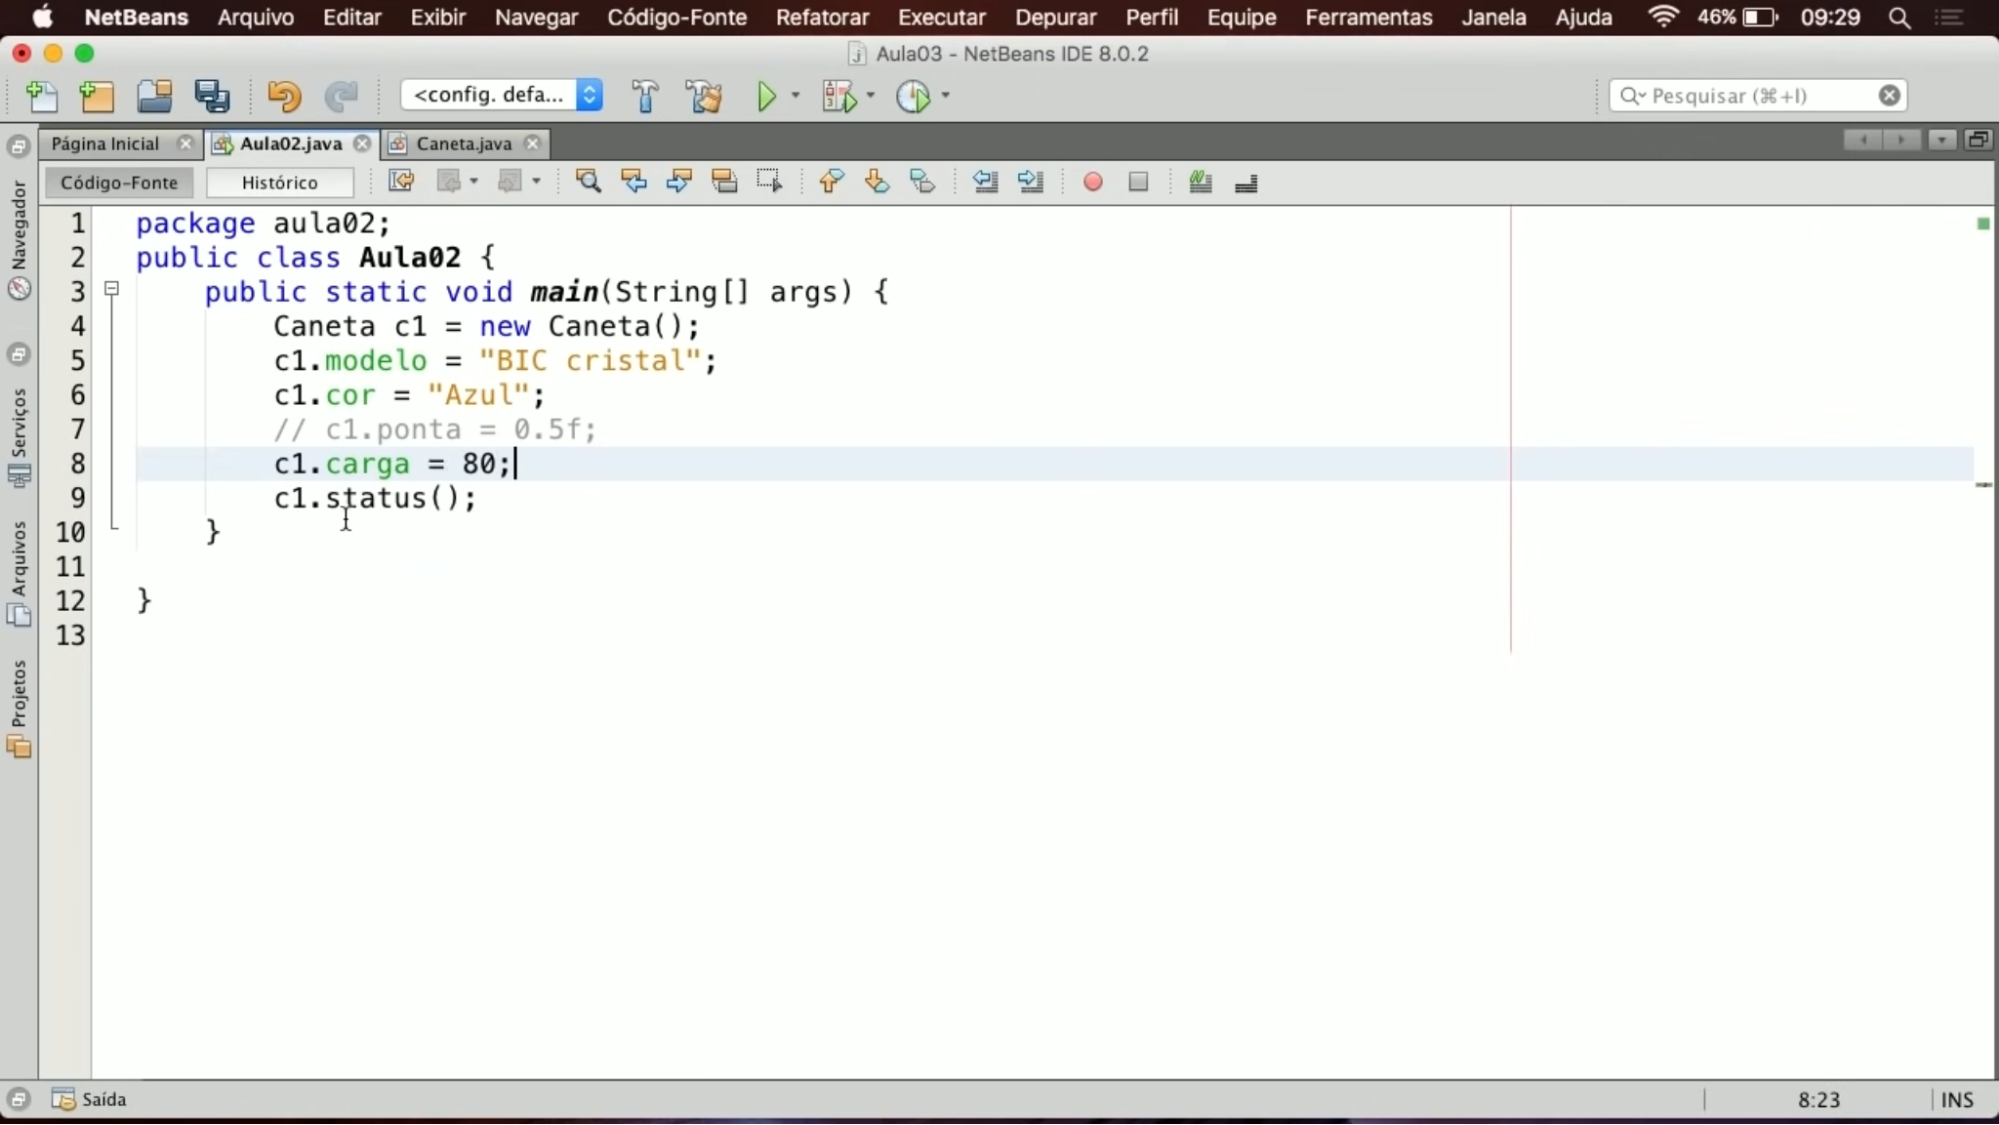 NetBeans Arquivo Editar Exibir Navegar Código-Fonte Refatorar Executar Depurar Perfil Equipe Ferramentas Janela Ajuda 46% 09:29
Aula03 - NetBeans IDE 8.0.2
<config. defa... Pesquisar (⌘+I)
Página Inicial Aula02.java Caneta.java
Código-Fonte Histórico
Navegador
Serviços
Arquivos
Projetos
1 package aula02;
2 public class Aula02 {
3 public static void main(String[] args) {
4 Caneta c1 = new Caneta();
5 c1.modelo = "BIC cristal";
6 c1.cor = "Azul";
7 // c1.ponta = 0.5f;
8 c1.carga = 80;
9 c1.status();
10 }
11
12 }
13
Saída 8:23 INS